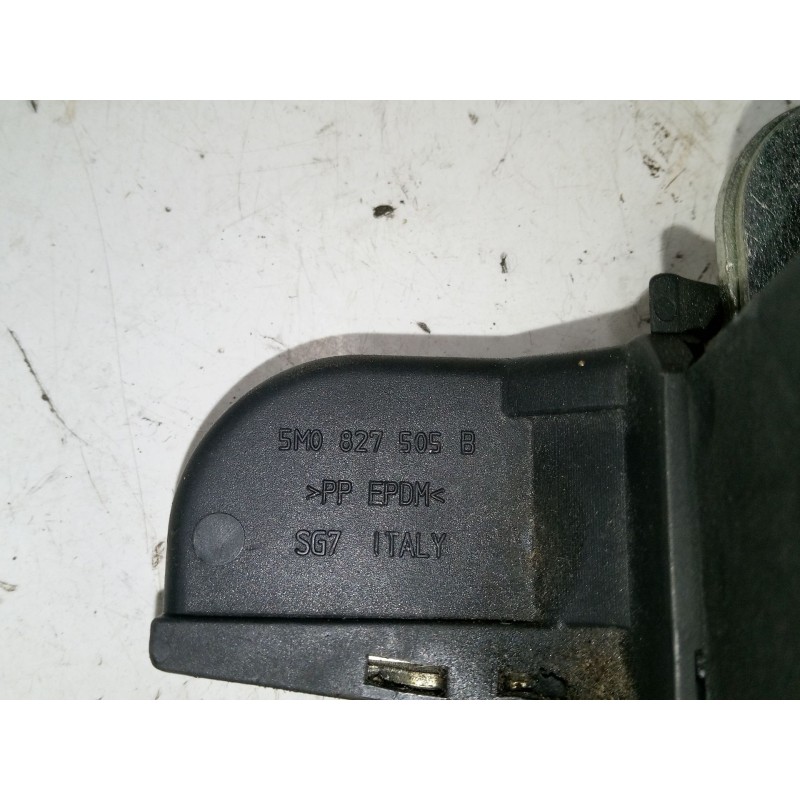 5M0 827 505 B
>PP EPDM<
SG7 ITALY